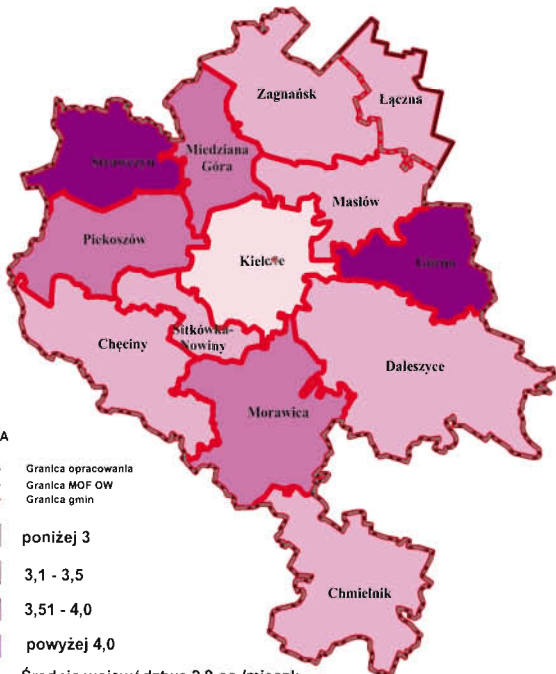 Zagnańsk
Łączna
Strawczyn
Miedziana
Góra
Masłów
Piekoszów
Kielce
Górno
Sitkówka-
Nowiny
Chęciny
Daleszyce
Morawica
A
Granica opracowania
Granica MOF OW
Granica gmin
poniżej 3
3,1 - 3,5
3,51 - 4,0
powyżej 4,0
Chmielnik